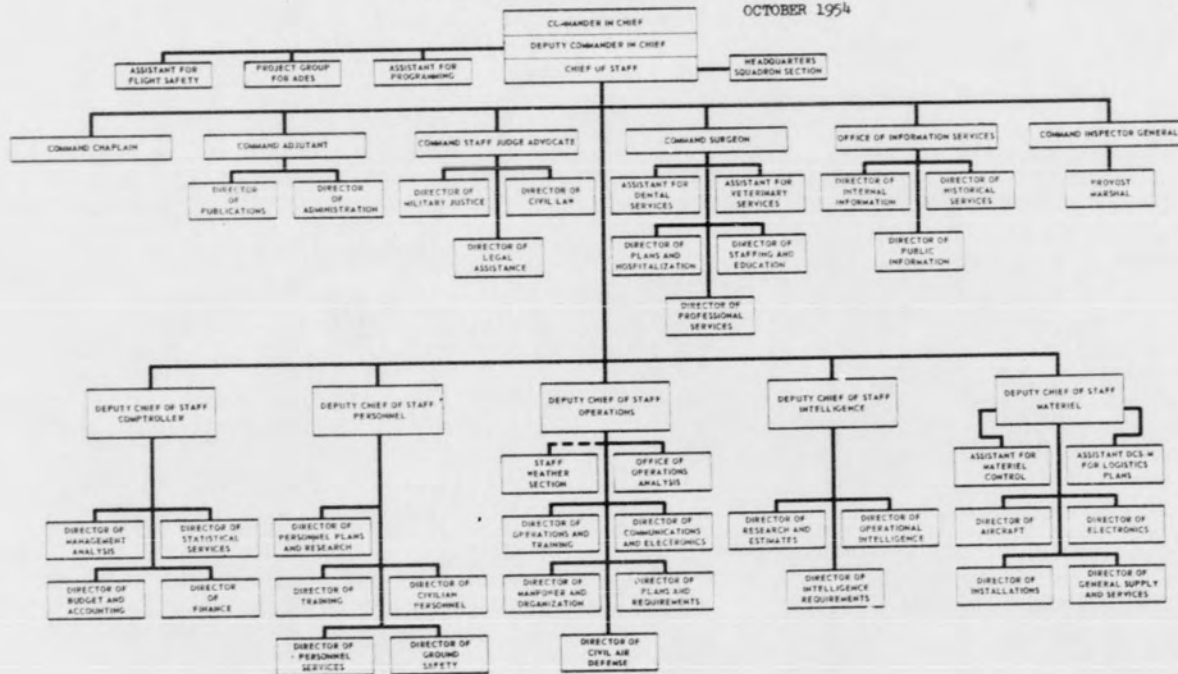 OCTOBER 1954
COMMANDER IN CHIEF
DEPUTY COMMANDER IN CHIEF
CHIEF OF STAFF
ASSISTANT FOR
FLIGHT SAFETY
PROJECT GROUP
FOR ADES
ASSISTANT FOR
PROGRAMMING
HEADQUARTERS
SQUADRON SECTION
COMMAND CHAPLAIN
COMMAND ADJUTANT
COMMAND STAFF JUDGE ADVOCATE
COMMAND SURGEON
OFFICE OF INFORMATION SERVICES
COMMAND INSPECTOR GENERAL
DIRECTOR
OF
PUBLICATIONS
DIRECTOR
OF
ADMINISTRATION
DIRECTOR OF
MILITARY JUSTICE
DIRECTOR OF
CIVIL LAW
DIRECTOR OF
LEGAL
ASSISTANCE
ASSISTANT FOR
DENTAL
SERVICES
ASSISTANT FOR
VETERINARY
SERVICES
DIRECTOR OF
PLANS AND
HOSPITALIZATION
DIRECTOR OF
STAFFING AND
EDUCATION
DIRECTOR OF
PROFESSIONAL
SERVICES
DIRECTOR OF
INTERNAL
INFORMATION
DIRECTOR OF
HISTORICAL
SERVICES
DIRECTOR OF
PUBLIC
INFORMATION
PROVOST
MARSHAL
DEPUTY CHIEF OF STAFF
COMPTROLLER
DEPUTY CHIEF OF STAFF
PERSONNEL
DEPUTY CHIEF OF STAFF
OPERATIONS
DEPUTY CHIEF OF STAFF
INTELLIGENCE
DEPUTY CHIEF OF STAFF
MATERIEL
DIRECTOR OF
MANAGEMENT
ANALYSIS
DIRECTOR OF
STATISTICAL
SERVICES
DIRECTOR OF
BUDGET AND
ACCOUNTING
DIRECTOR
OF
FINANCE
DIRECTOR OF
PERSONNEL PLANS
AND RESEARCH
DIRECTOR OF
TRAINING
DIRECTOR OF
CIVILIAN
PERSONNEL
DIRECTOR OF
PERSONNEL
SERVICES
DIRECTOR OF
GROUND
SAFETY
STAFF
WEATHER
SECTION
OFFICE OF
OPERATIONS
ANALYSIS
DIRECTOR OF
OPERATIONS AND
TRAINING
DIRECTOR OF
COMMUNICATIONS
AND ELECTRONICS
DIRECTOR OF
MANPOWER AND
ORGANIZATION
DIRECTOR OF
PLANS AND
REQUIREMENTS
DIRECTOR OF
CIVIL AIR
DEFENSE
DIRECTOR OF
RESEARCH AND
ESTIMATES
DIRECTOR OF
OPERATIONAL
INTELLIGENCE
DIRECTOR OF
INTELLIGENCE
REQUIREMENTS
ASSISTANT FOR
MATERIEL
CONTROL
ASSISTANT DCS M
FOR LOGISTICS
PLANS
DIRECTOR OF
AIRCRAFT
DIRECTOR OF
ELECTRONICS
DIRECTOR OF
INSTALLATIONS
DIRECTOR OF
GENERAL SUPPLY
AND SERVICES